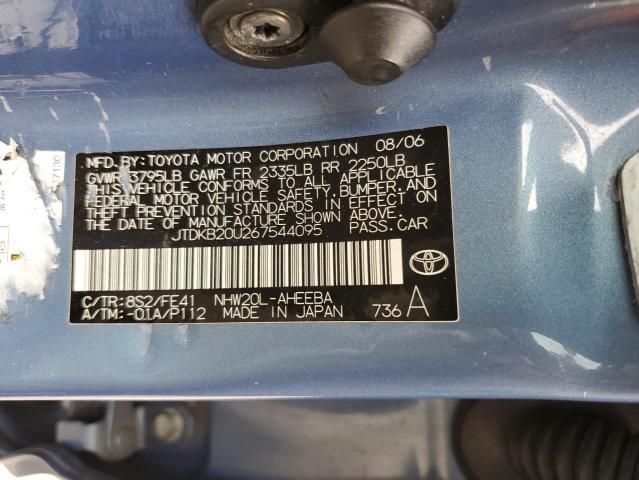 MFD. BY: TOYOTA MOTOR CORPORATION 08/06
GVWR 3795LB GAWR FR 2335LB RR 2250LB
THIS VEHICLE CONFORMS TO ALL APPLICABLE
FEDERAL MOTOR VEHICLE SAFETY, BUMPER, AND
THEFT PREVENTION STANDARDS IN EFFECT ON
THE DATE OF MANUFACTURE SHOWN ABOVE.
JTDKB20U267544095 PASS. CAR
TOYOTA
C/TR: 8S2/FE41 NHW20L-AHEEBA
A/TM: -01A/P112 MADE IN JAPAN 736 A